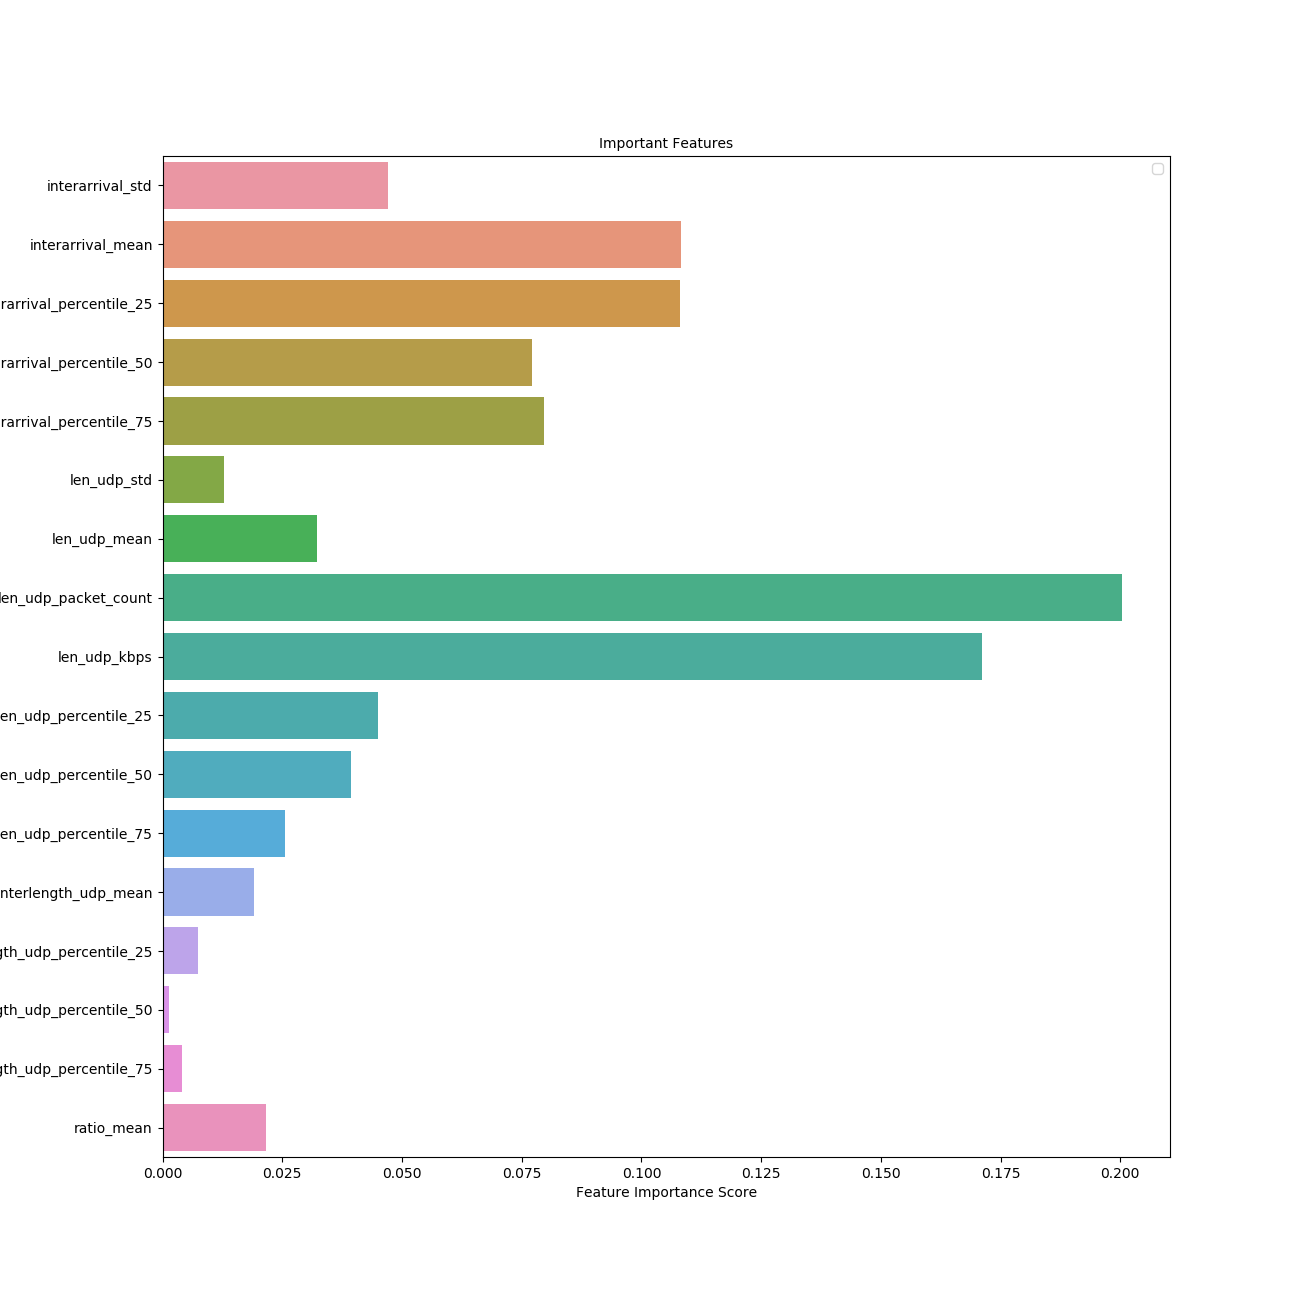 Important Features
interarrival_std
interarrival_mean
rarrival_percentile_25
rarrival_percentile_50
rarrival_percentile_75
len_udp_std
len_udp_mean
len_udp_packet_count
len_udp_kbps
en_udp_percentile_25
en_udp_percentile_50
en_udp_percentile_75
nterlength_udp_mean
gth_udp_percentile_25
gth_udp_percentile_50
gth_udp_percentile_75
ratio_mean
0.000 0.025 0.050 0.075 0.100 0.125 0.150 0.175 0.200
Feature Importance Score